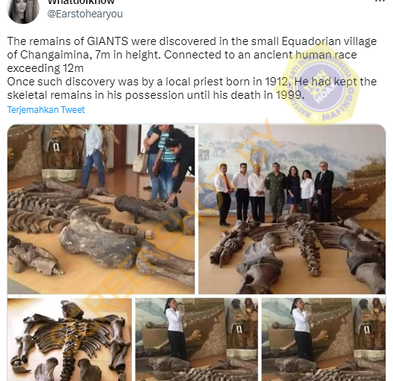 Whatdoiknow
@Earstohearyou
The remains of GIANTS were discovered in the small Equadorian village
of Changaimina, 7m in height. Connected to an ancient human race
exceeding 12m
Once such discovery was by a local priest born in 1912. He had kept the
skeletal remains in his possession until his death in 1999.
Terjemahkan Tweet